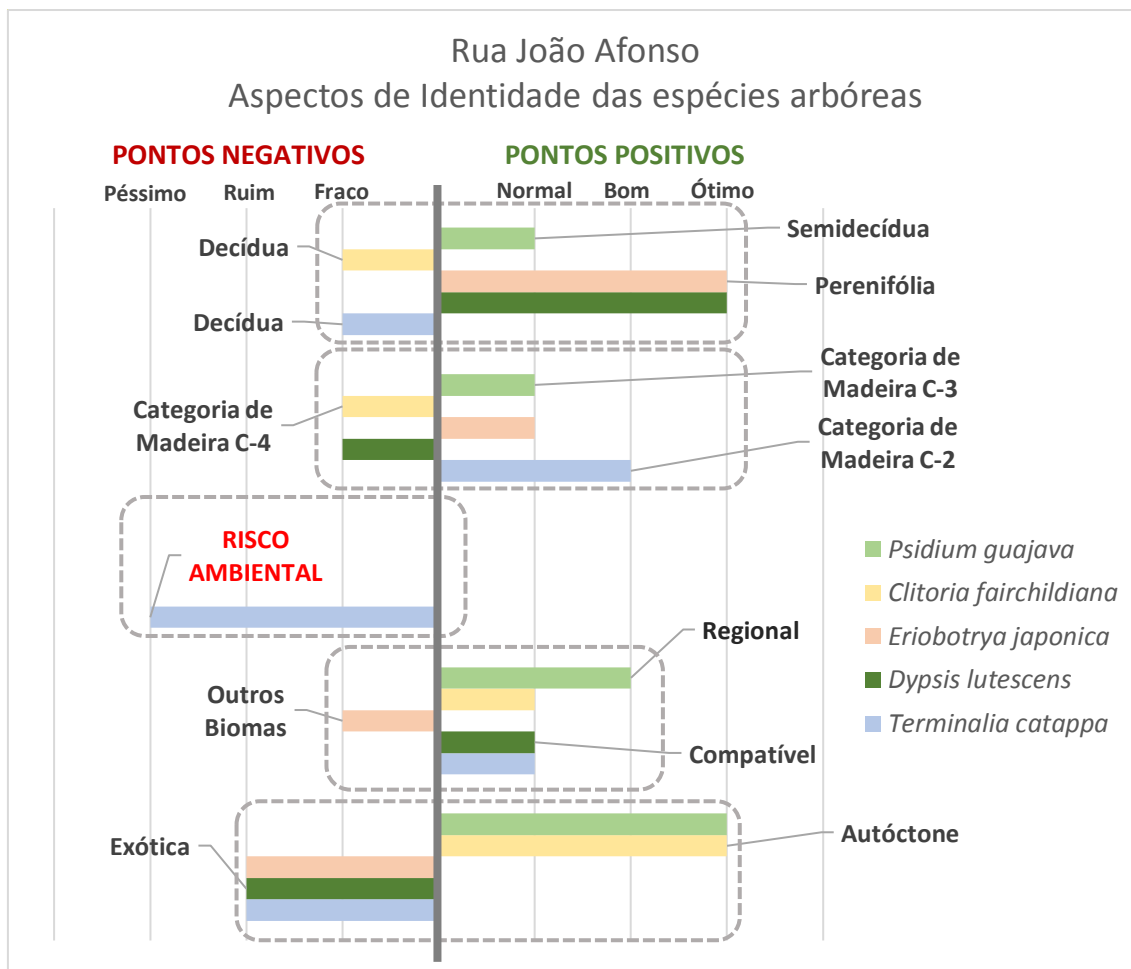 Rua João Afonso
Aspectos de Identidade das espécies arbóreas
PONTOS NEGATIVOS
PONTOS POSITIVOS
Péssimo
Ruim
Fraco
Normal
Bom
Ótimo
Decídua
Semidecídua
Perenifólia
Decídua
Categoria de
Madeira C-3
Categoria de
Madeira C-4
Categoria de
Madeira C-2
RISCO
AMBIENTAL
Psidium guajava
Clitoria fairchildiana
Eriobotrya japonica
Dypsis lutescens
Terminalia catappa
Regional
Outros
Biomas
Compatível
Exótica
Autóctone